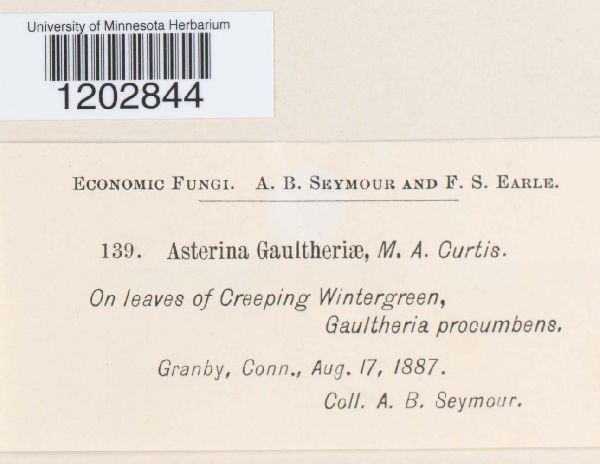 University of Minnesota Herbarium
1202844
Economic Fungi. A. B. Seymour and F. S. Earle.
139. Asterina Gaultheriæ, M. A. Curtis.
On leaves of Creeping Wintergreen,
Gaultheria procumbens.
Granby, Conn., Aug. 17, 1887.
Coll. A. B. Seymour.